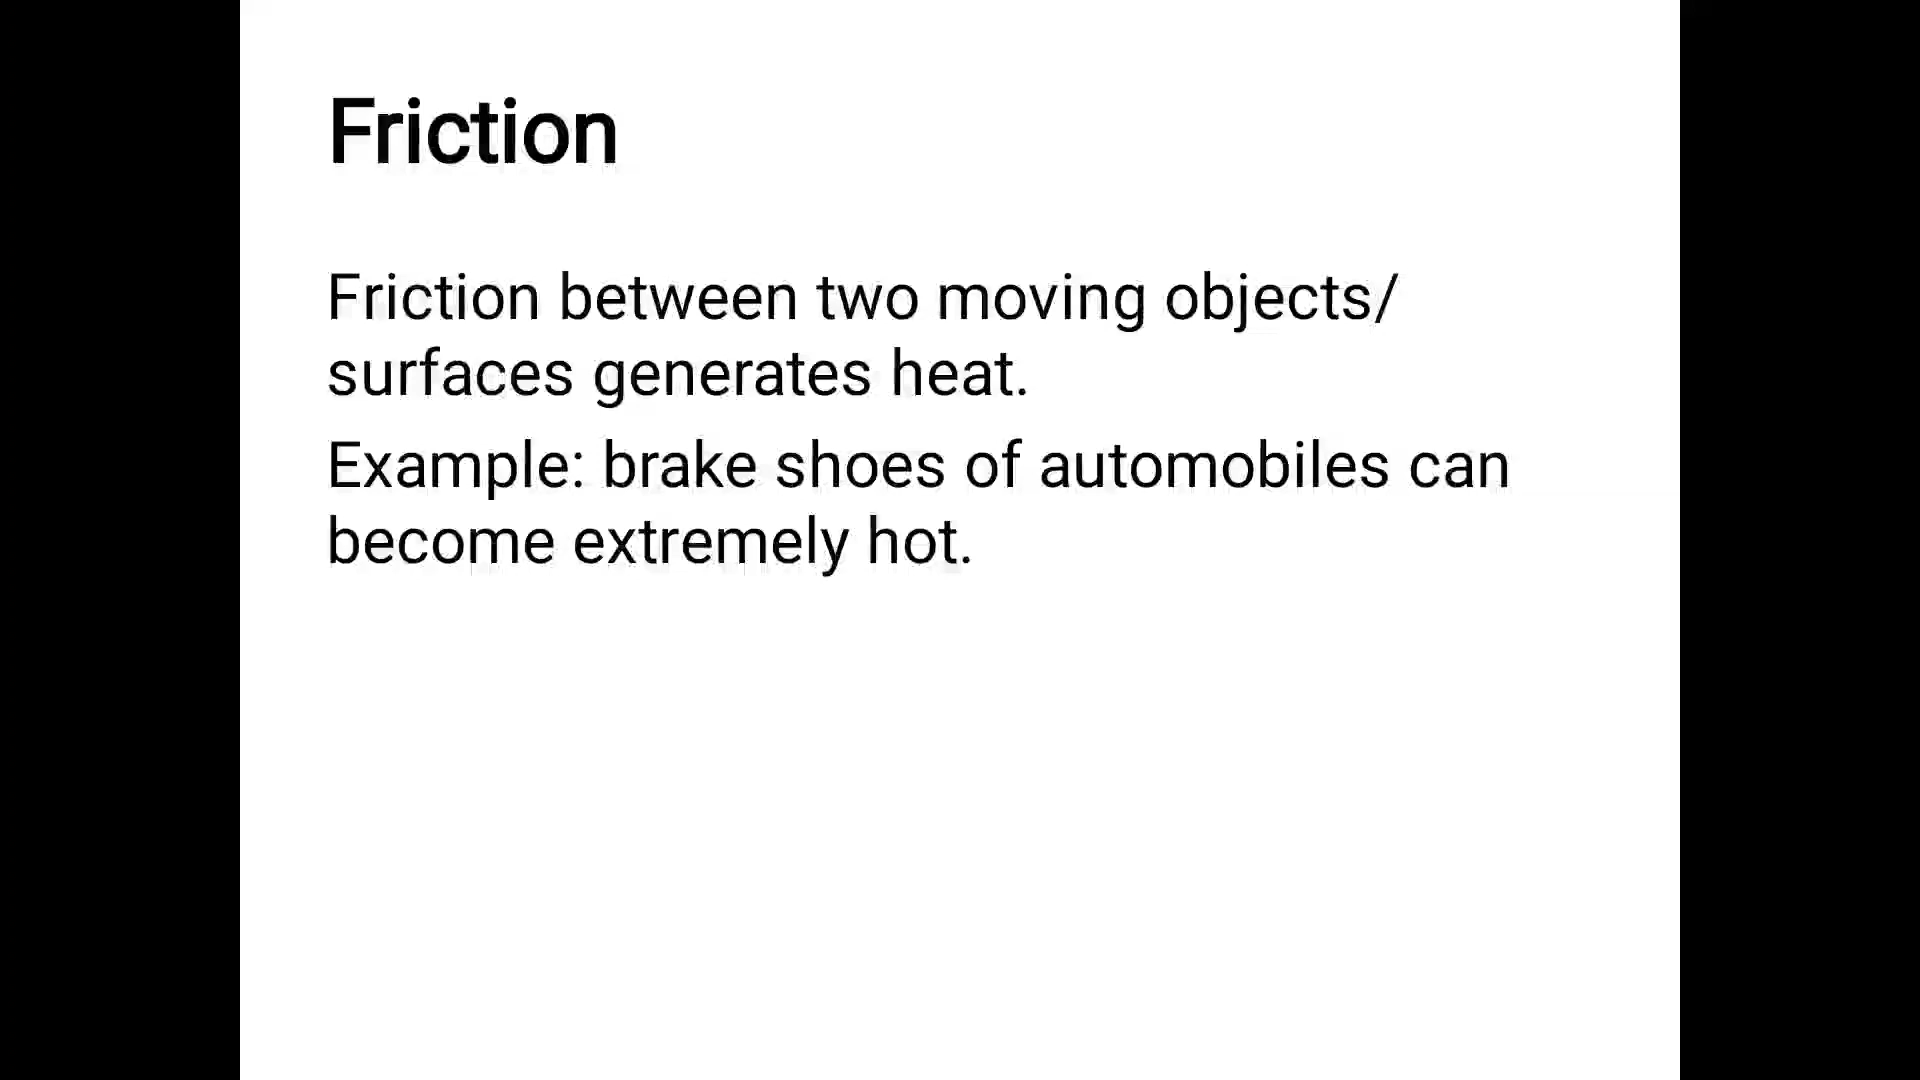 Friction
Friction between two moving objects/
surfaces generates heat.
Example: brake shoes of automobiles can
become extremely hot.